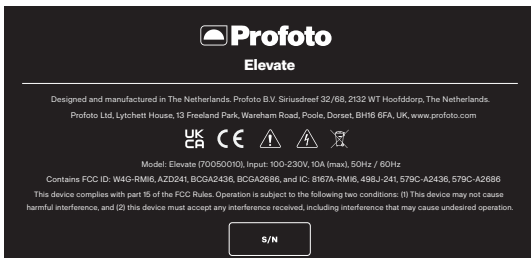 Profoto
Elevate
Designed and manufactured in The Netherlands. Profoto B.V. Siriusdreef 32/68, 2132 WT Hoofddorp, The Netherlands.
Profoto Ltd, Lytchett House, 13 Freeland Park, Wareham Road, Poole, Dorset, BH16 6FA, UK, www.profoto.com
UK CA CE
Model: Elevate (70050010), Input: 100-230V, 10A (max), 50Hz / 60Hz
Contains FCC ID: W4G-RMI6, AZD241, BCGA2436, BCGA2686, and IC: 8167A-RMI6, 498J-241, 579C-A2436, 579C-A2686
This device complies with part 15 of the FCC Rules. Operation is subject to the following two conditions: (1) This device may not cause
harmful interference, and (2) this device must accept any interference received, including interference that may cause undesired operation.
S/N